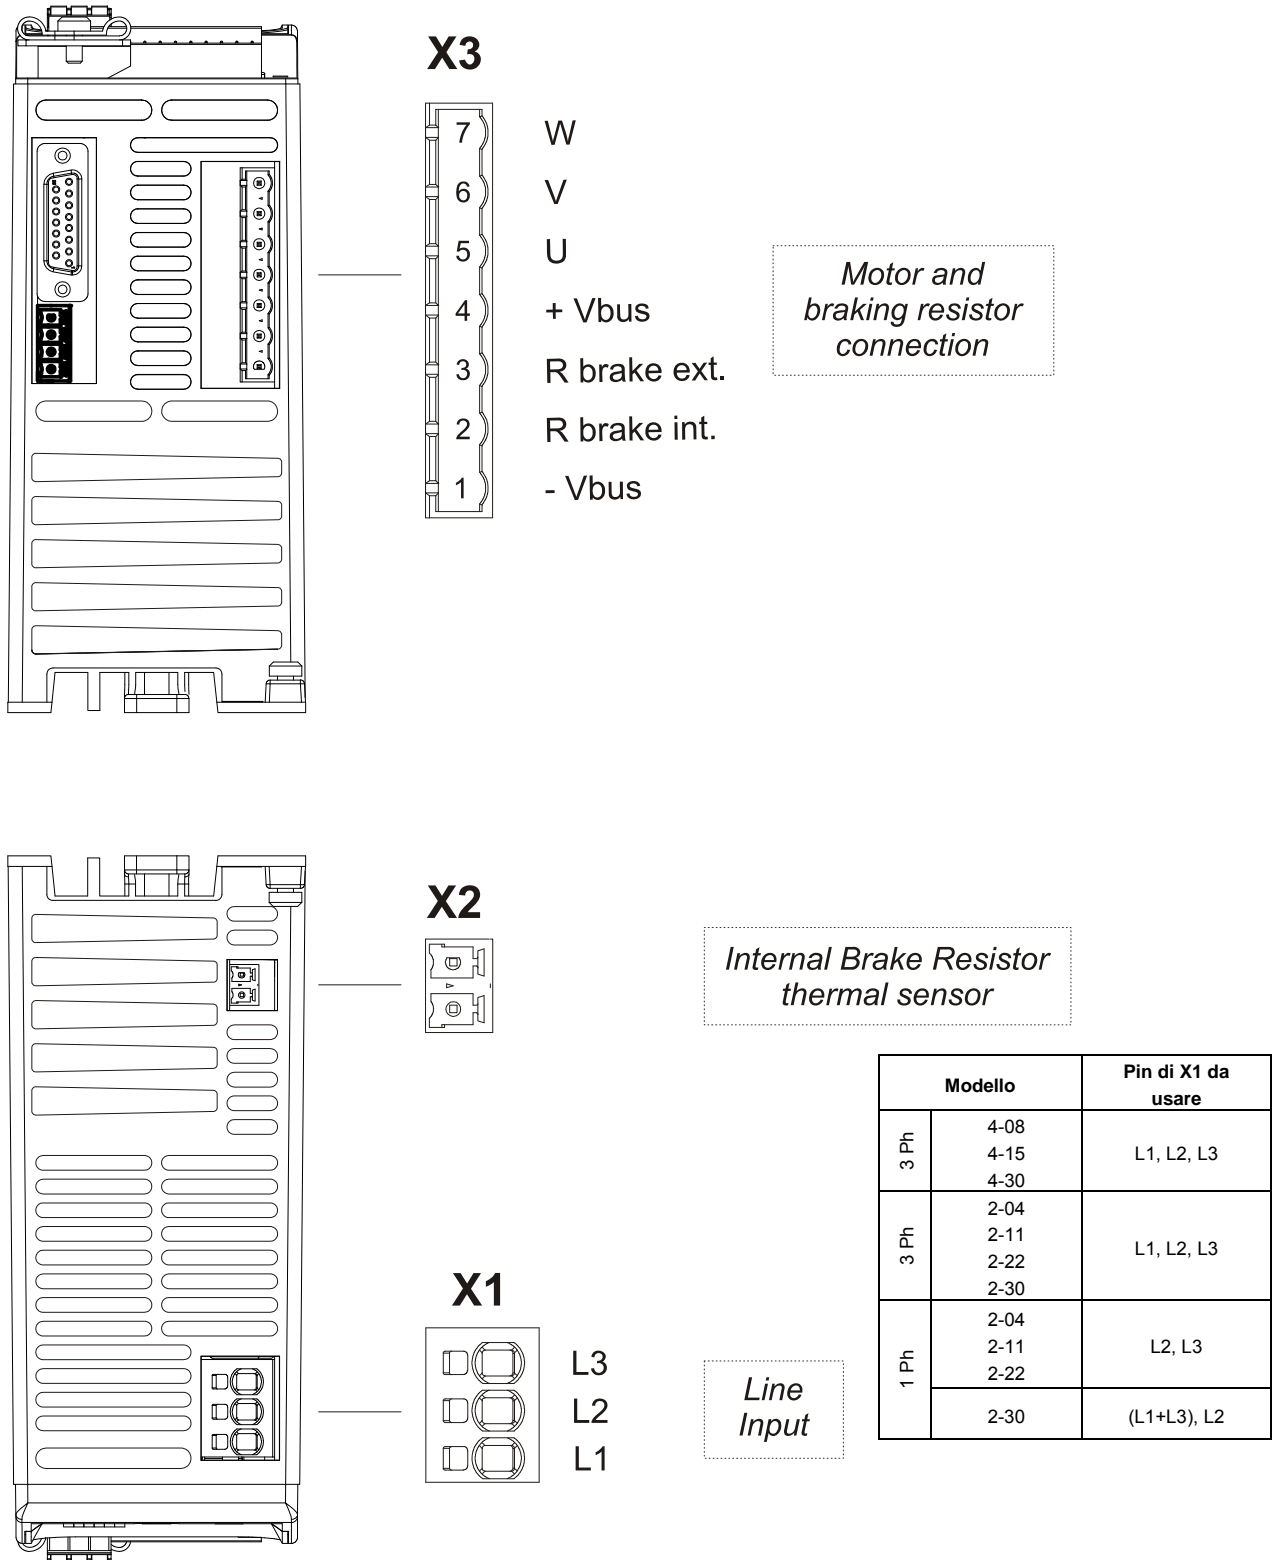 X3
7 W
6 V
5 U
4 + Vbus
3 R brake ext.
2 R brake int.
1 - Vbus
Motor and
braking resistor
connection
X2
Internal Brake Resistor
thermal sensor
X1
L3
L2
L1
Line
Input
Modello
Pin di X1 da
usare
3 Ph
4-08
4-15
4-30
L1, L2, L3
3 Ph
2-04
2-11
2-22
2-30
L1, L2, L3
1 Ph
2-04
2-11
2-22
L2, L3
2-30
(L1+L3), L2